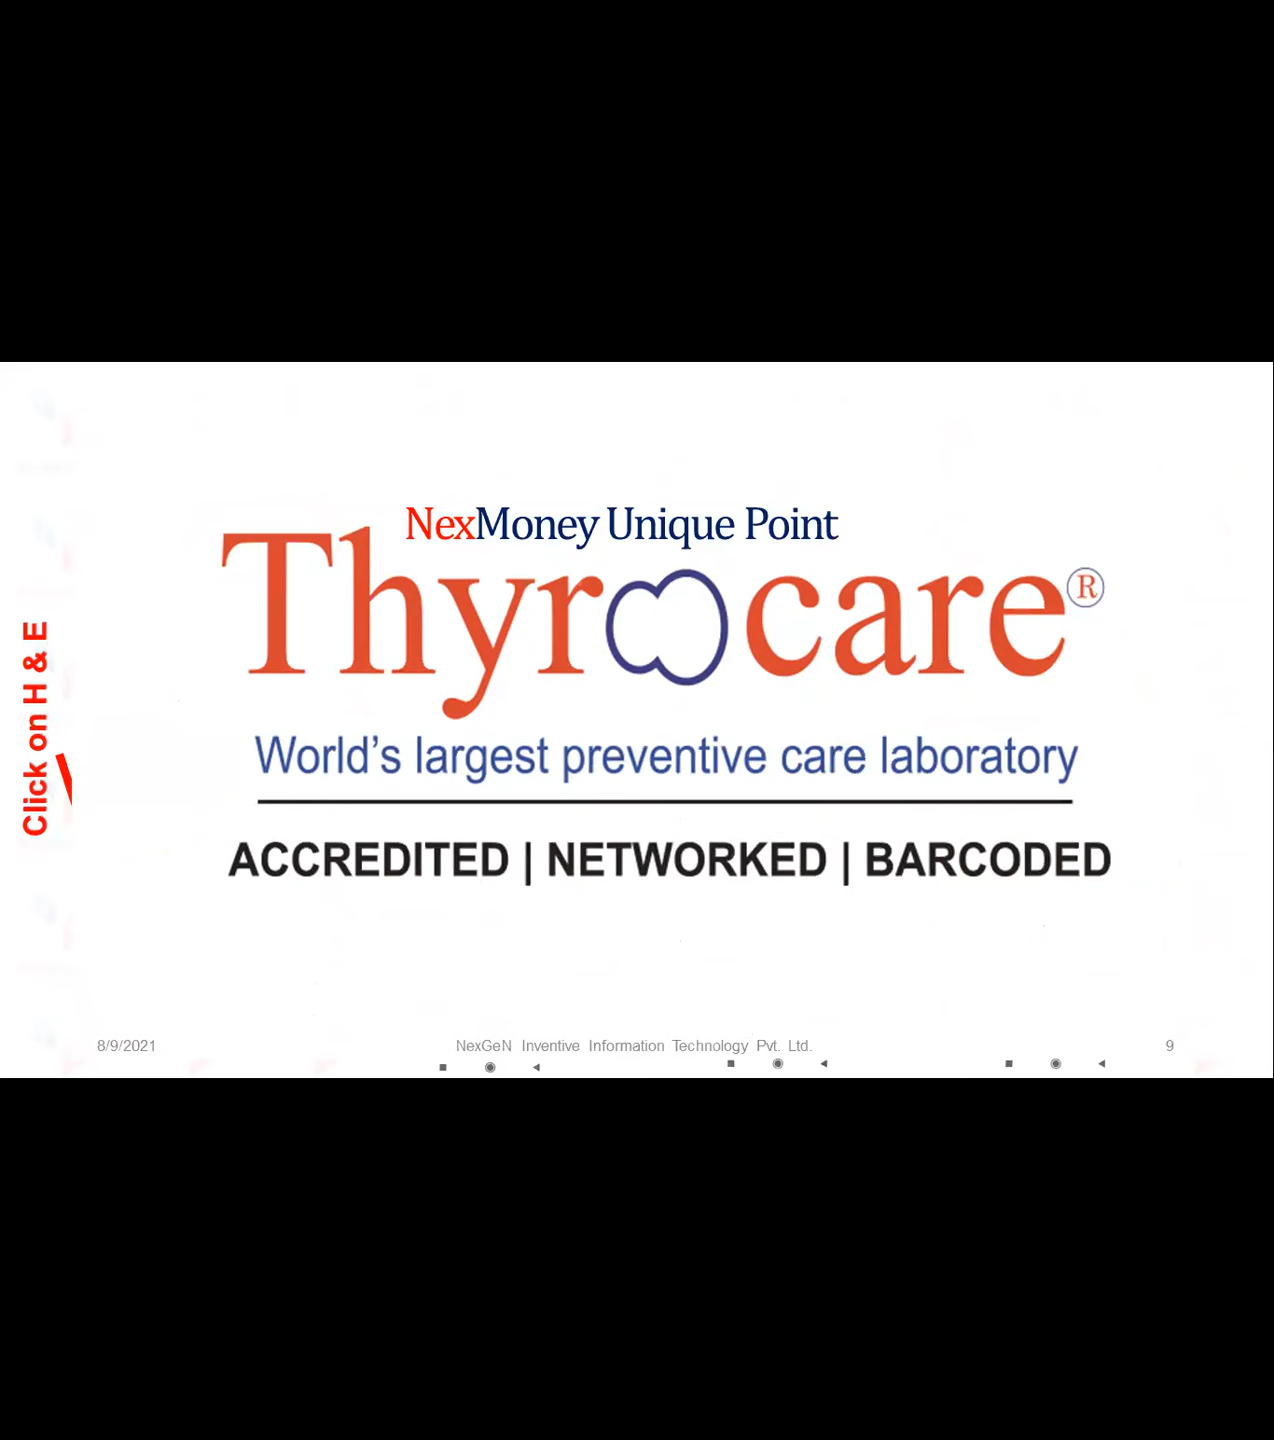 NexMoney Unique Point
Thyrocare®
World's largest preventive care laboratory
ACCREDITED | NETWORKED | BARCODED
Click on H & E
8/9/2021
NexGeN Inventive Information Technology Pvt. Ltd.
9